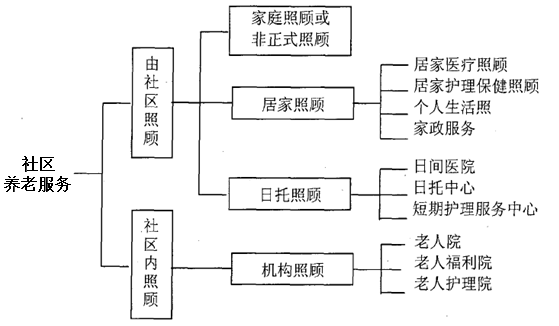 社区
养老服务
由社区照顾
社区内照顾
家庭照顾或
非正式照顾
居家照顾
日托照顾
机构照顾
居家医疗照顾
居家护理保健照顾
个人生活照
家政服务
日间医院
日托中心
短期护理服务中心
老人院
老人福利院
老人护理院